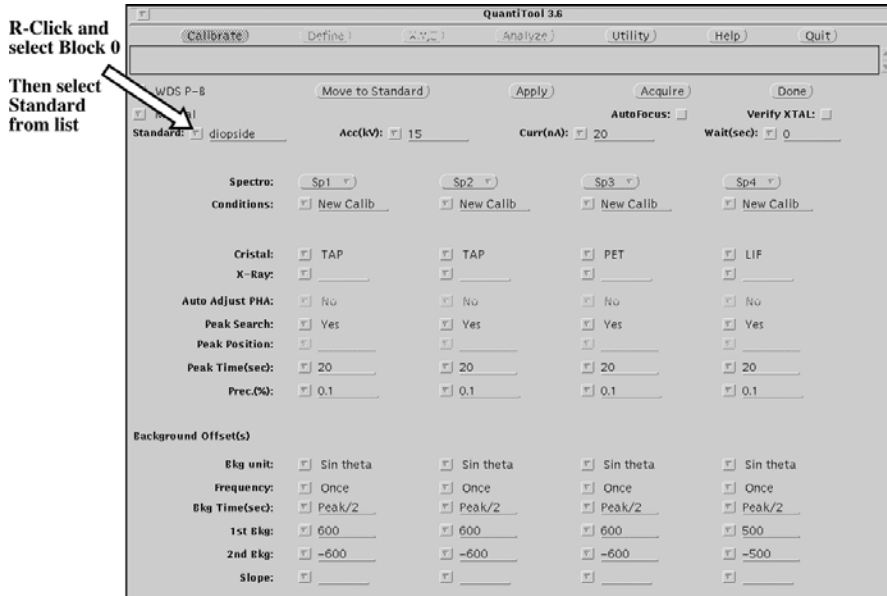 QuantiTool 3.6
R-Click and
select Block 0
Then select
Standard
from list
Calibrate Define X,Y,Z Analyze Utility Help Quit
WDS P-B Move to Standard Apply Acquire Done
AutoFocus: Verify XTAL:
Standard: diopside Acc(kV): 15 Curr(nA): 20 Wait(sec): 0
Spectro: Sp1 Sp2 Sp3 Sp4
Conditions: New Calib New Calib New Calib New Calib
Cristal: TAP TAP PET LIF
X-Ray:
Auto Adjust PHA: No No No No
Peak Search: Yes Yes Yes Yes
Peak Position:
Peak Time(sec): 20 20 20 20
Prec.(%): 0.1 0.1 0.1 0.1
Background Offset(s)
Bkg unit: Sin theta Sin theta Sin theta Sin theta
Frequency: Once Once Once Once
Bkg Time(sec): Peak/2 Peak/2 Peak/2 Peak/2
1st Bkg: 600 600 600 500
2nd Bkg: -600 -600 -600 -500
Slope: